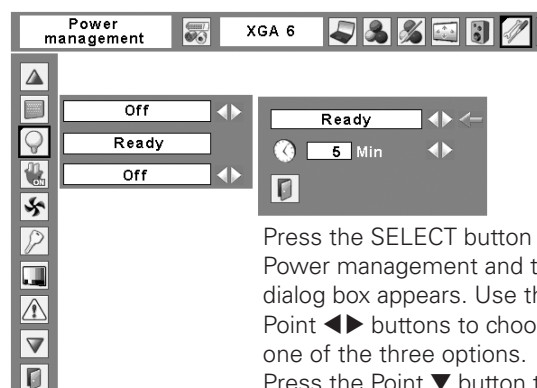 Power
management
XGA 6
Off
Ready
Off
ON
Ready
5 Min
Press the SELECT button
Power management and t
dialog box appears. Use th
Point ◀▶ buttons to choo
one of the three options.
Press the Point ▼ button t